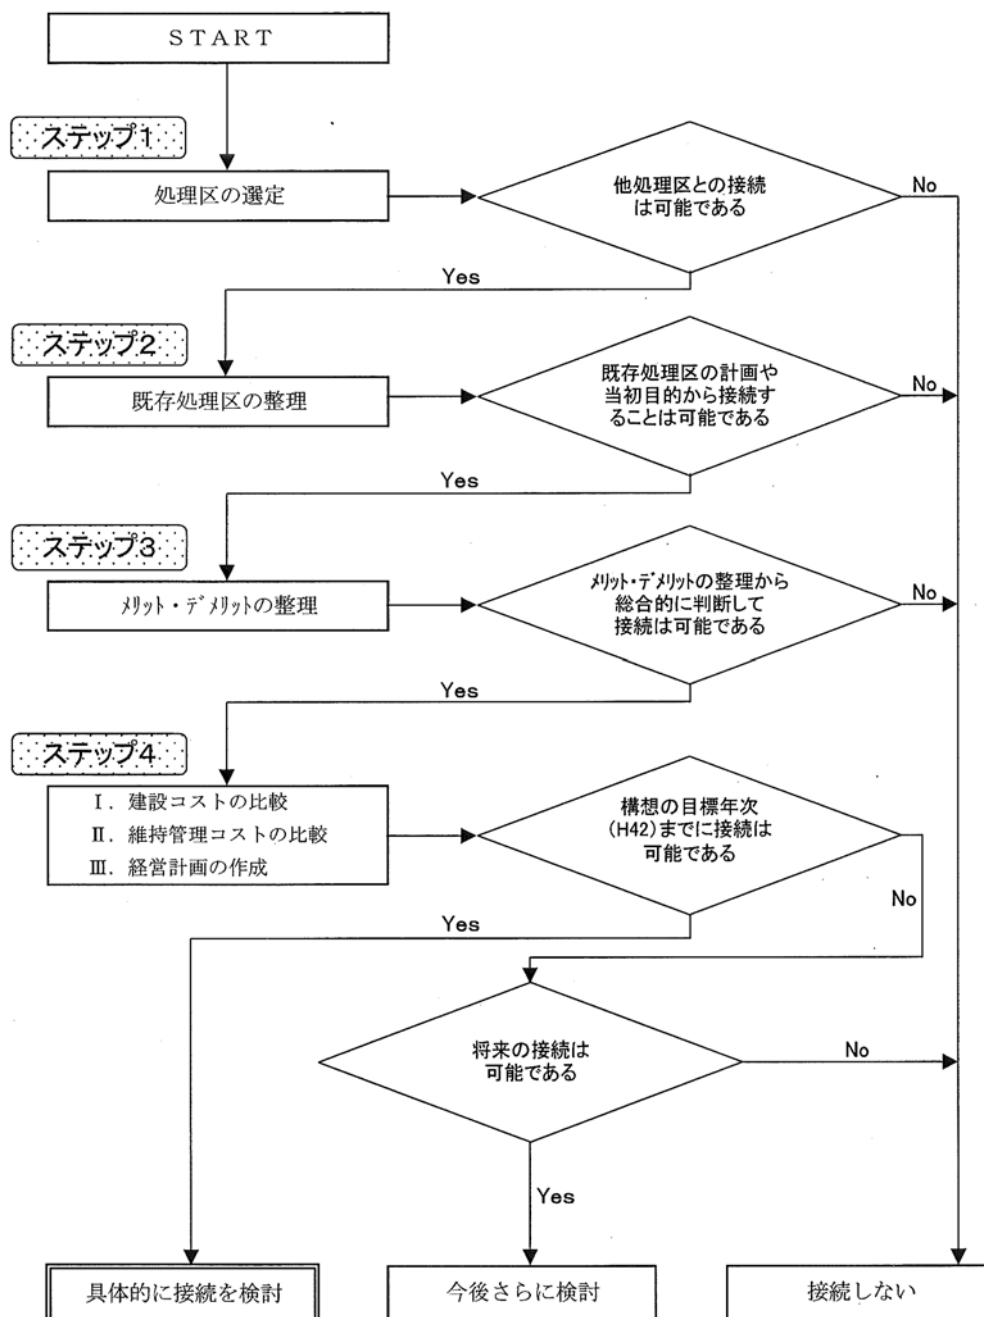 ＳＴＡＲＴ
ステップ1
処理区の選定
他処理区との接続
は可能である
No
Yes
ステップ2
既存処理区の整理
既存処理区の計画や
当初目的から接続す
ることは可能である
No
Yes
ステップ3
ﾒﾘｯﾄ・ﾃﾞﾒﾘｯﾄの整理
ﾒﾘｯﾄ・ﾃﾞﾒﾘｯﾄの整理から
総合的に判断して
接続は可能である
No
Yes
ステップ4
Ⅰ．建設コストの比較
Ⅱ．維持管理コストの比較
Ⅲ．経営計画の作成
構想の目標年次
(H42)までに接続は
可能である
No
Yes
将来の接続は
可能である
No
Yes
具体的に接続を検討
今後さらに検討
接続しない